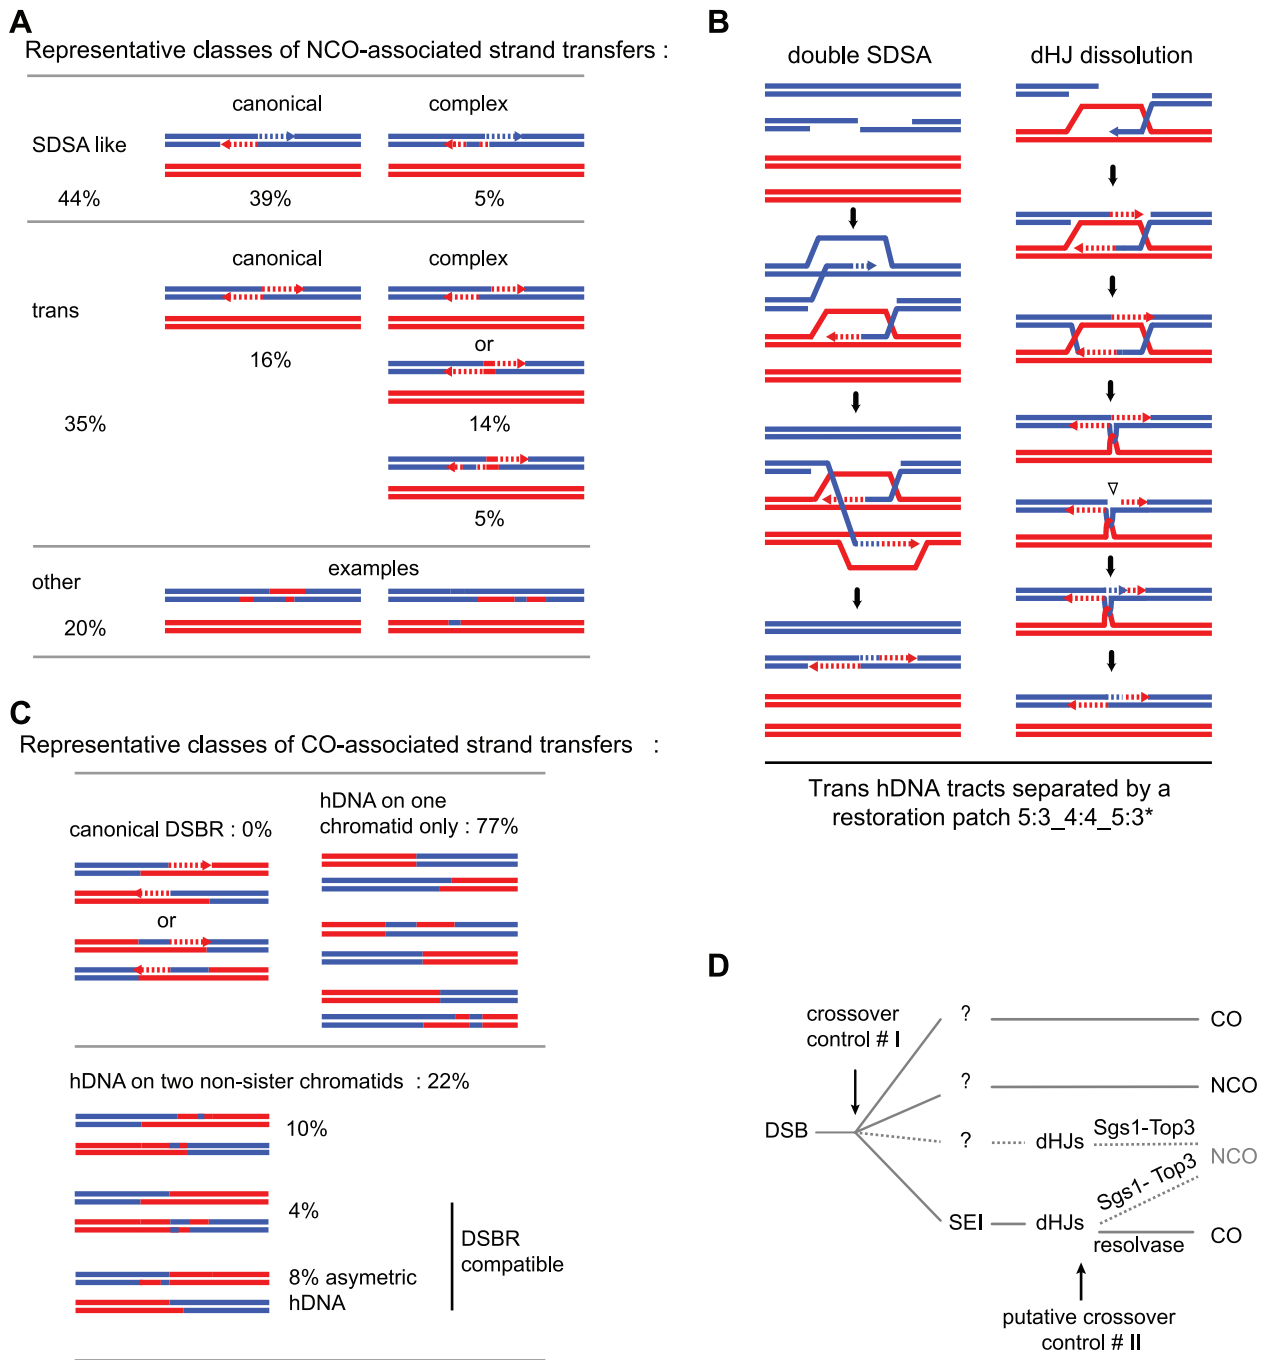 A
Representative classes of NCO-associated strand transfers :
canonical
complex
SDSA like
44%
39%
5%
canonical
complex
trans
or
16%
35%
14%
5%
other
examples
20%
B
double SDSA
dHJ dissolution
Trans hDNA tracts separated by a
restoration patch 5:3_4:4_5:3*
C
Representative classes of CO-associated strand transfers :
canonical DSBR : 0%
or
hDNA on one
chromatid only : 77%
hDNA on two non-sister chromatids : 22%
10%
4%
8% asymetric
hDNA
DSBR
compatible
D
crossover
control # I
?
CO
?
NCO
DSB
?
dHJs
Sgs1-Top3
NCO
Sgs1- Top3
SEI
dHJs
resolvase
CO
putative crossover
control # II